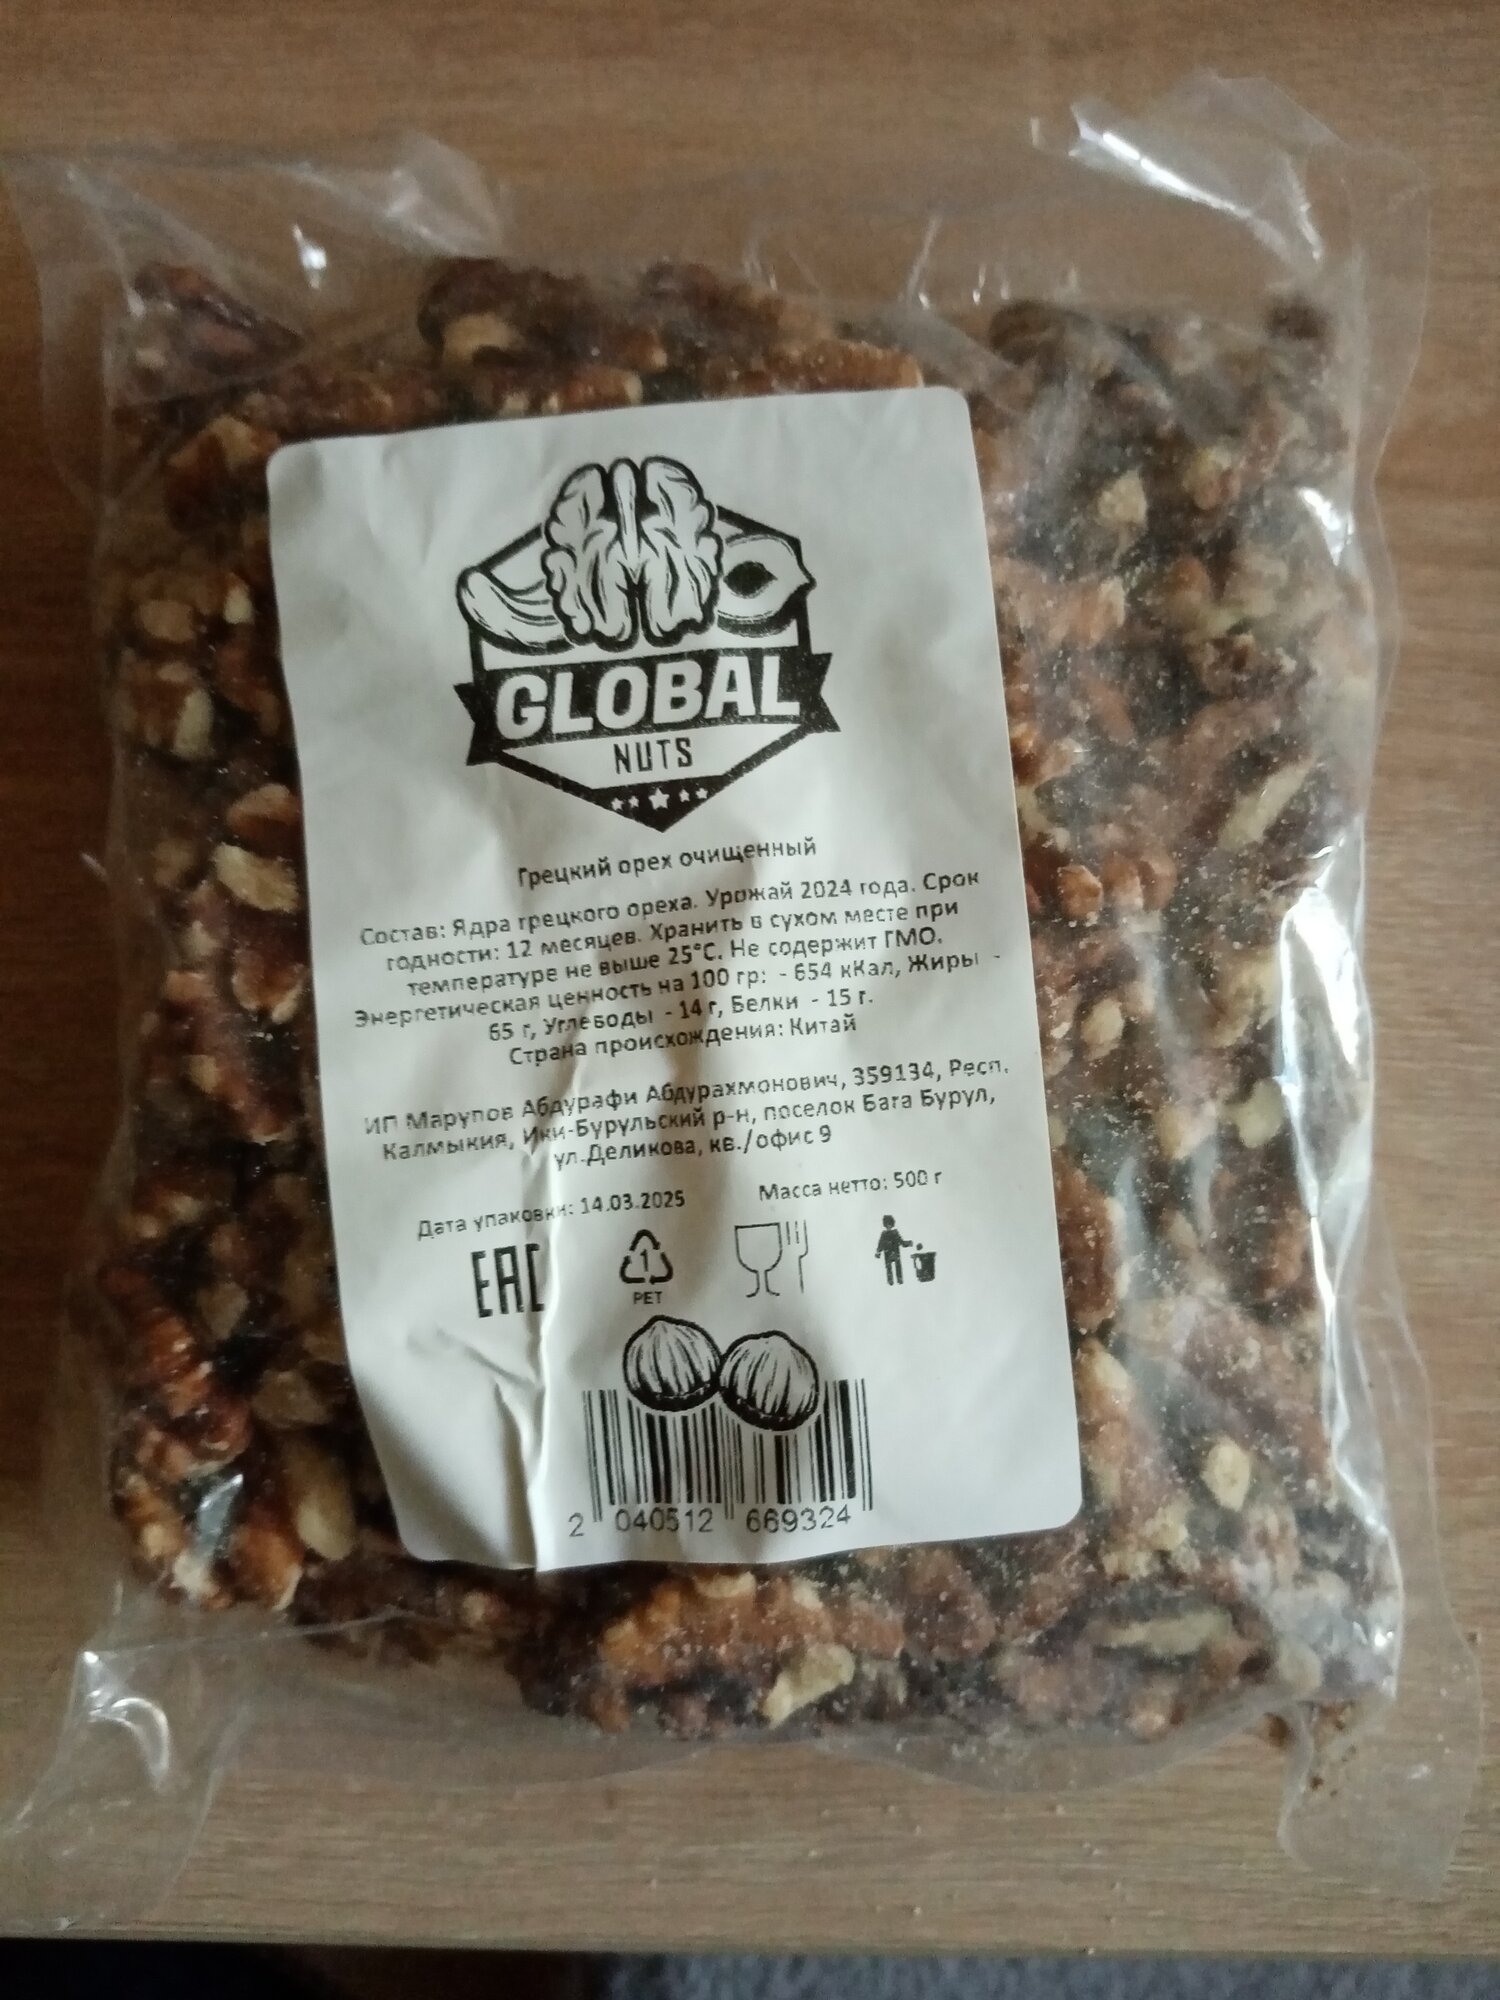 GLOBAL
NUTS
Грецкий орех очищенный
Состав: Ядра грецкого ореха. Урожай 2024 года. Срок
годности: 12 месяцев. Хранить в сухом месте при
температуре не выше 25°С. Не содержит ГМО.
Энергетическая ценность на 100 гр: - 654 кКал, Жиры -
65 г, Углеводы - 14 г, Белки - 15 г.
Страна происхождения: Китай
ИП Марупов Абдурафи Абдурахмонович, 359134, Респ.
Калмыкия, Ики-Бурульский р-н, поселок Бага Бурул,
ул.Деликова, кв./офис 9
Дата упаковки: 14.03.2025 Масса нетто: 500 г
EAC
1
PET
2 040512 669324